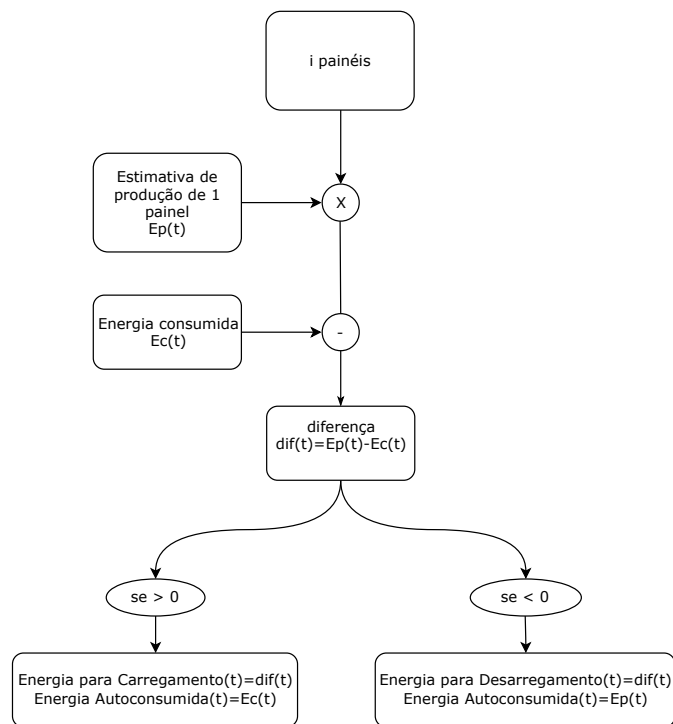 i painéis
Estimativa de
produção de 1
painel
Ep(t)
X
Energia consumida
Ec(t)
-
diferença
dif(t)=Ep(t)-Ec(t)
se > 0
se < 0
Energia para Carregamento(t)=dif(t)
Energia Autoconsumida(t)=Ec(t)
Energia para Desarregamento(t)=dif(t)
Energia Autoconsumida(t)=Ep(t)